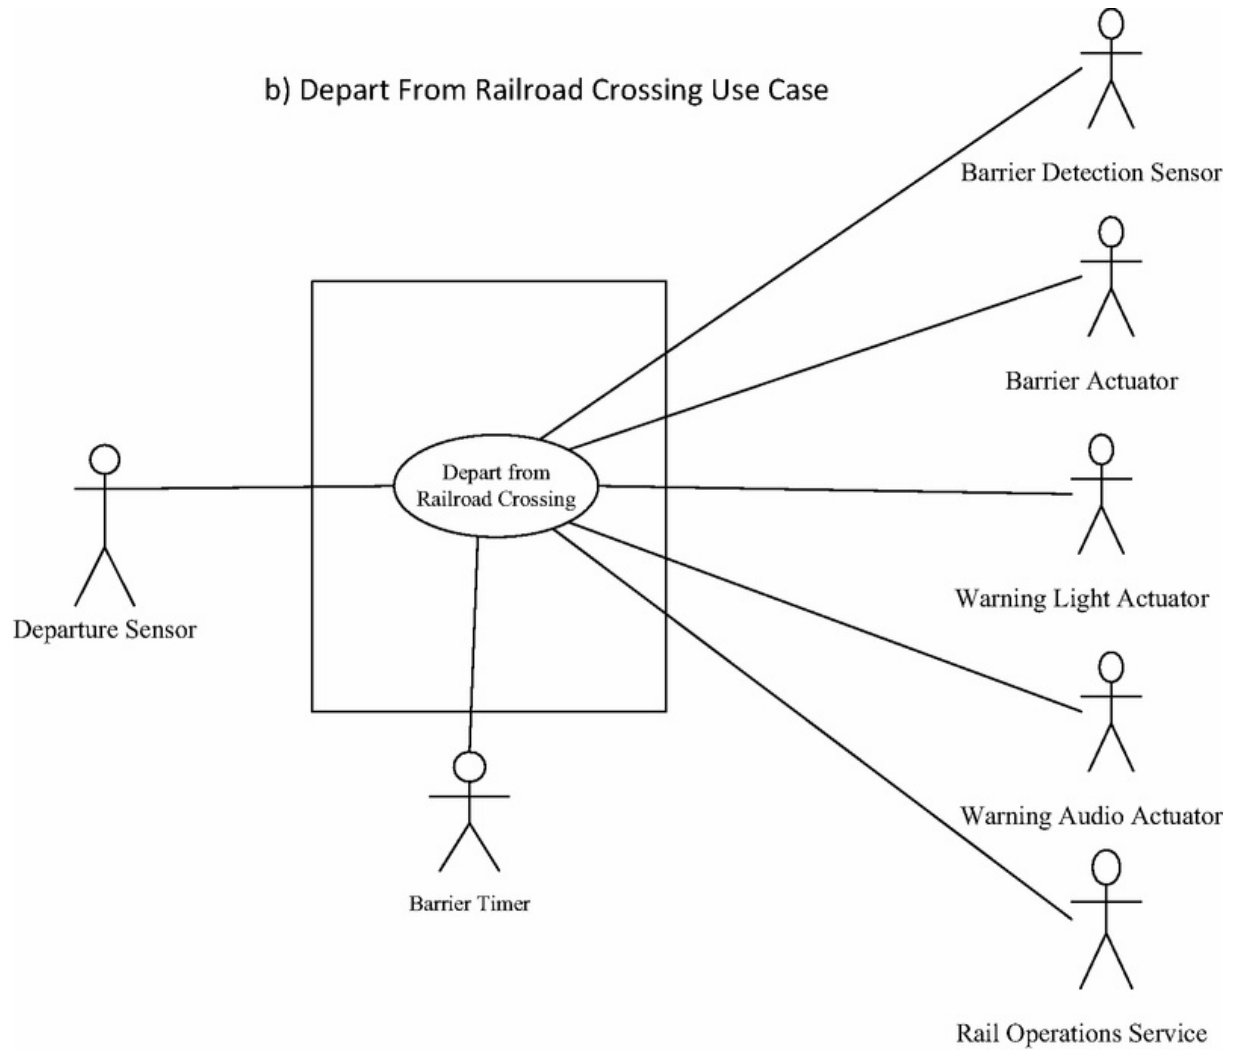 b) Depart From Railroad Crossing Use Case
Barrier Detection Sensor
Barrier Actuator
Depart from
Railroad Crossing
Warning Light Actuator
Departure Sensor
Warning Audio Actuator
Barrier Timer
Rail Operations Service